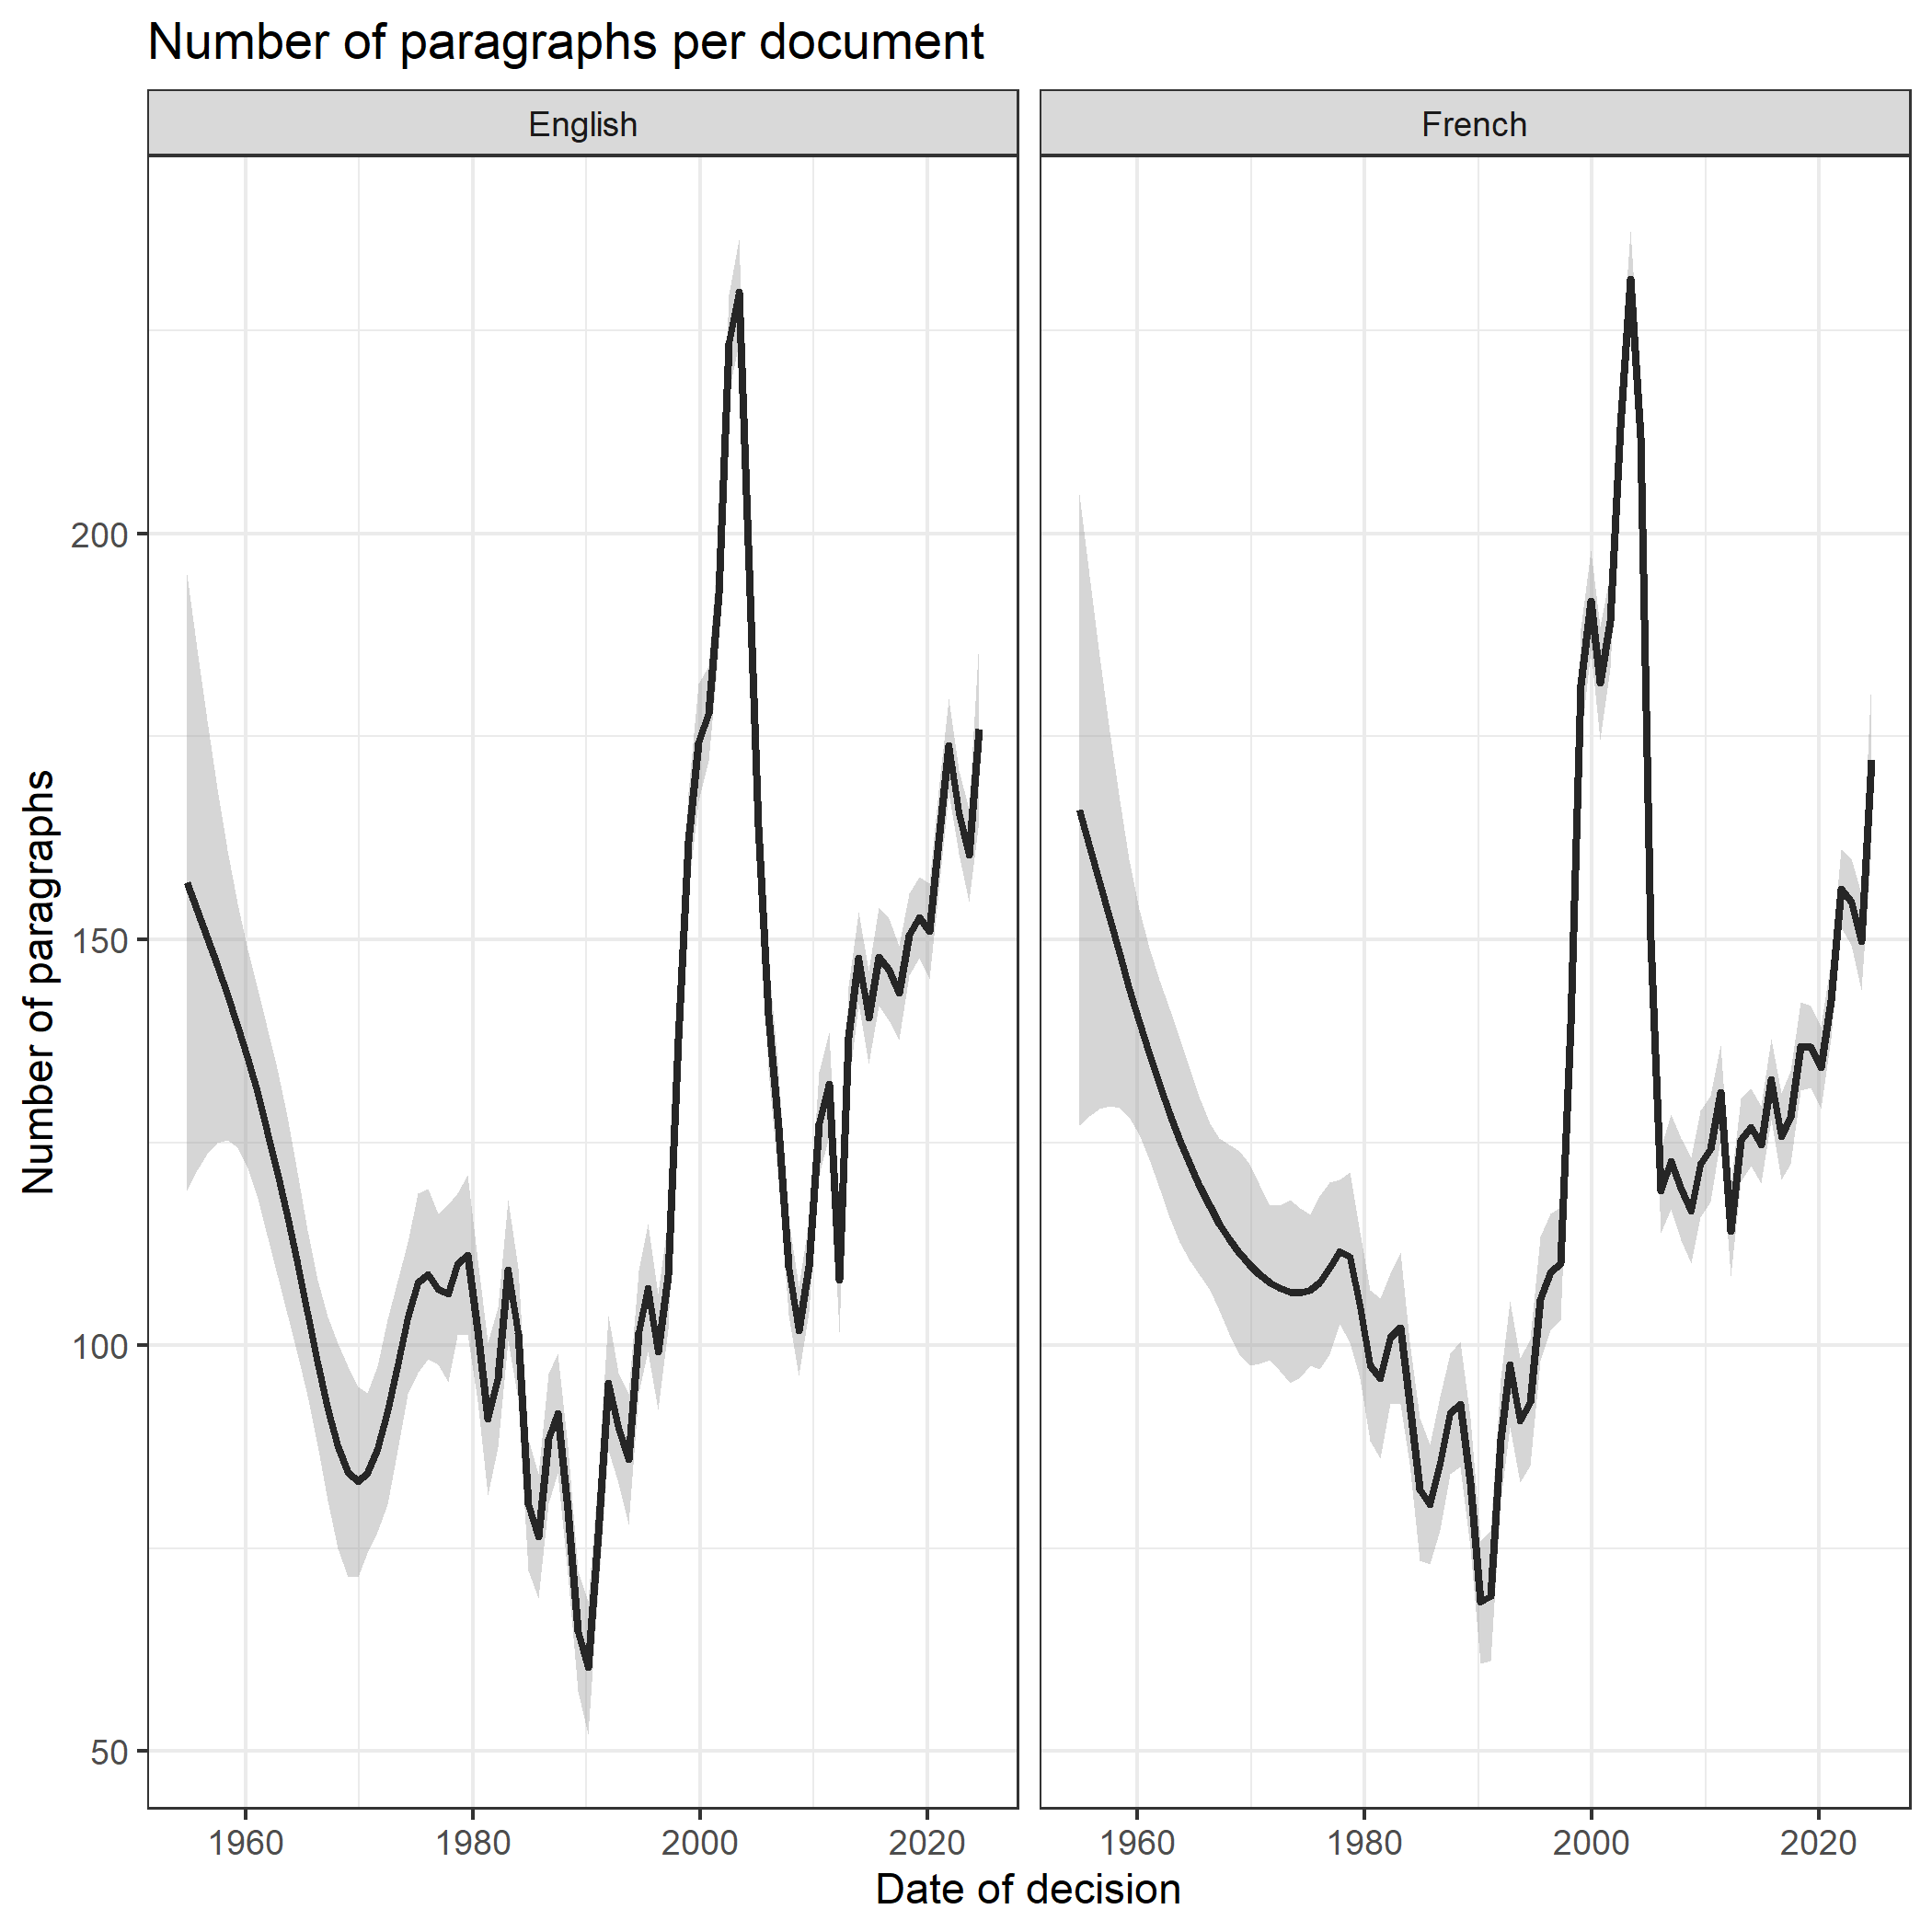 Number of paragraphs per document
English
French
Number of paragraphs
200
150
100
50
1960
1980
2000
2020
1960
1980
2000
2020
Date of decision